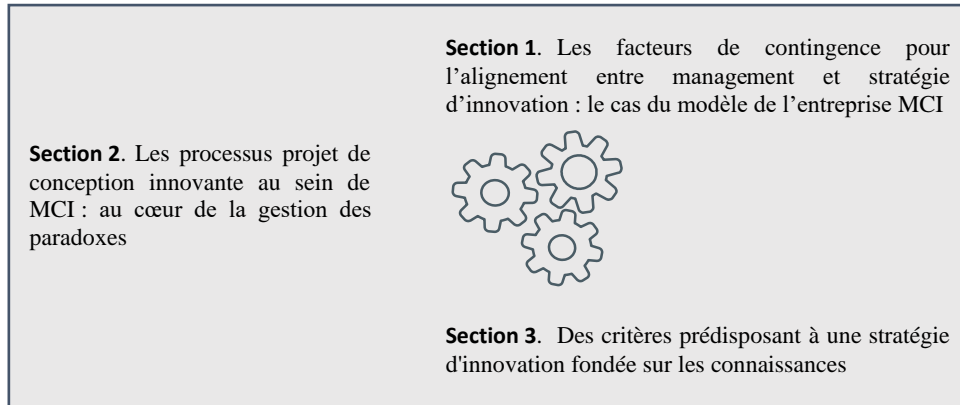 Section 1. Les facteurs de contingence pour
l’alignement entre management et stratégie
d’innovation : le cas du modèle de l’entreprise MCI
Section 2. Les processus projet de
conception innovante au sein de
MCI : au cœur de la gestion des
paradoxes
Section 3. Des critères prédisposant à une stratégie
d'innovation fondée sur les connaissances